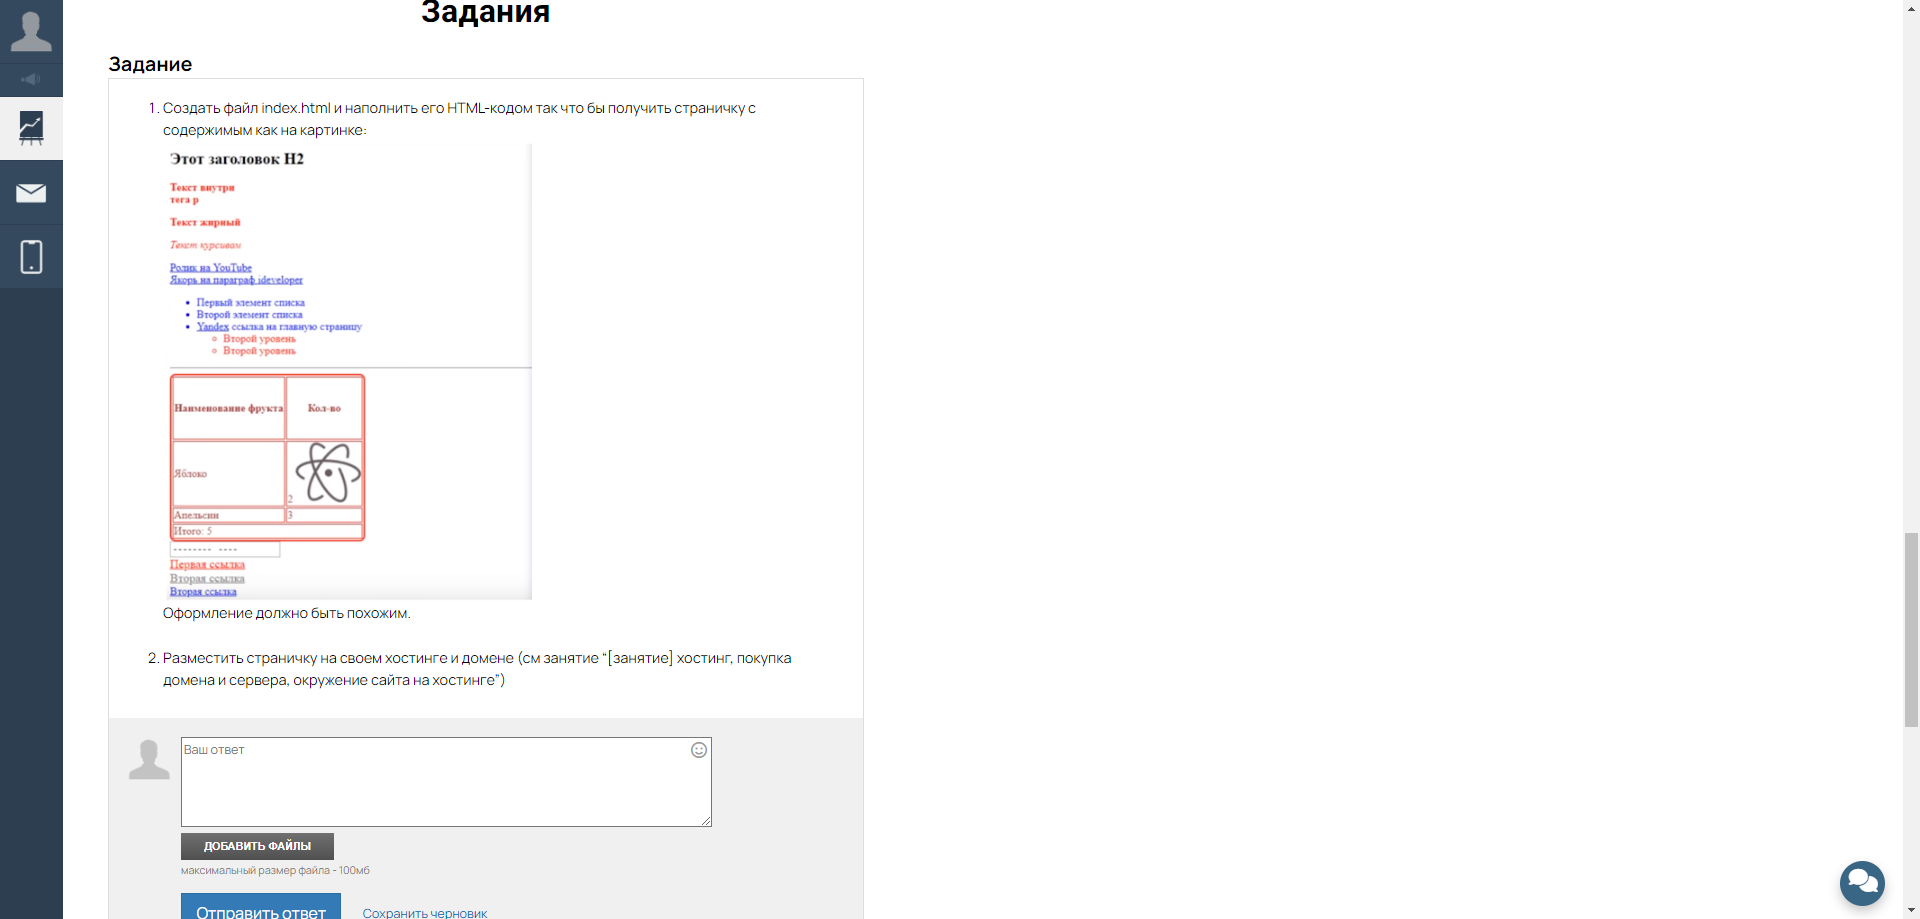 Задания
Задание
1. Создать файл index.html и наполнить его HTML-кодом так что бы получить страничку с
содержимым как на картинке:
Этот заголовок H2
Текст внутри
тега p
Текст жирный
Текст курсивом
Ролик на YouTube
Якорь на параграф ideveloper
Первый элемент списка
Второй элемент списка
Yandex ссылка на главную страницу
Второй уровень
Второй уровень
Наименование фрукта Кол-во
Яблоко 2
Апельсин 3
Итого: 5
-------- ----
Первая ссылка
Вторая ссылка
Вторая ссылка
Оформление должно быть похожим.
2. Разместить страничку на своем хостинге и домене (см занятие “[занятие] хостинг, покупка
домена и сервера, окружение сайта на хостинге”)
Ваш ответ
ДОБАВИТЬ ФАЙЛЫ
максимальный размер файла - 100мб
Отправить ответ Сохранить черновик